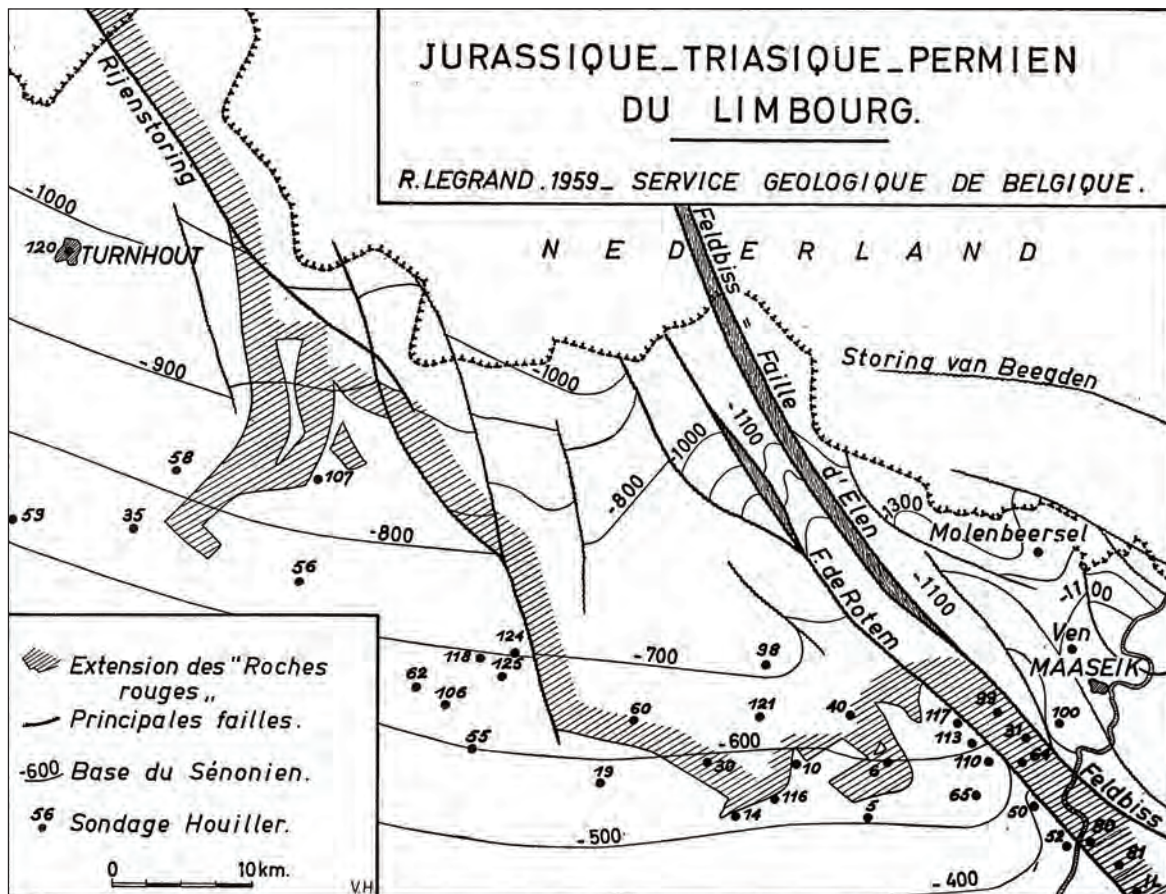 JURASSIQUE_TRIASIQUE_PERMIEN
DU LIMBOURG.
R.LEGRAND.1959_ SERVICE GEOLOGIQUE DE BELGIQUE.
Rijenstoring
-1000
120
TURNHOUT
NEDERLAND
Feldbiss =
Faille
d'Elen
Storing van Beegden
-900
-1000
-1000
-1100
-800
-1300
Molenbeersel
58
107
59
35
-800
56
F. de Rotem
-1100
-1100
Ven
MAASEIK
124
118
125
62
106
-700
98
55
60
121
40
117
99
100
113
31
64
-600
19
30
10
6
110
116
14
5
65
50
Feldbiss
52
80
81
-500
-400
Extension des "Roches
rouges„
Principales failles.
-600
Base du Sénonien.
56
Sondage Houiller.
0 10km.
V.H